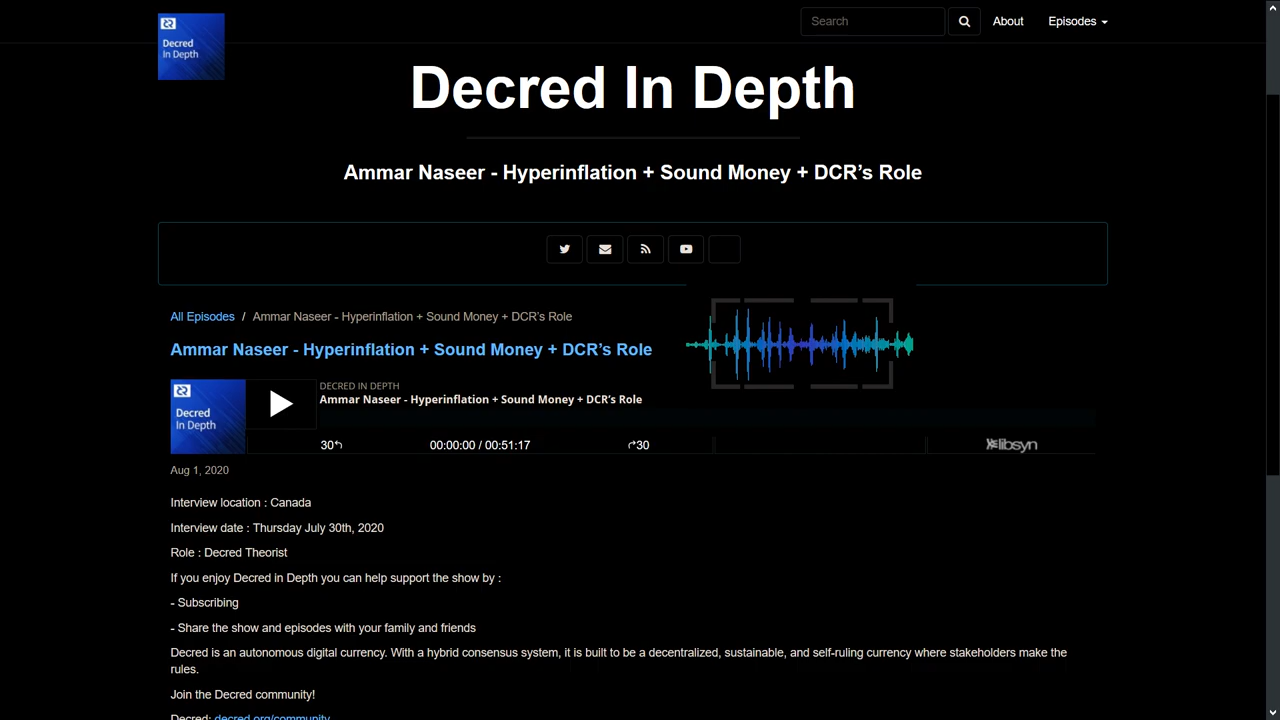 Decred
In Depth
Search
About
Episodes
Decred In Depth
Ammar Naseer - Hyperinflation + Sound Money + DCR's Role
All Episodes / Ammar Naseer - Hyperinflation + Sound Money + DCR's Role
Ammar Naseer - Hyperinflation + Sound Money + DCR's Role
Decred
In Depth
DECRED IN DEPTH
Ammar Naseer - Hyperinflation + Sound Money + DCR's Role
30
00:00:00 / 00:51:17
30
libsyn
Aug 1, 2020
Interview location : Canada
Interview date : Thursday July 30th, 2020
Role : Decred Theorist
If you enjoy Decred in Depth you can help support the show by :
- Subscribing
- Share the show and episodes with your family and friends
Decred is an autonomous digital currency. With a hybrid consensus system, it is built to be a decentralized, sustainable, and self-ruling currency where stakeholders make the
rules.
Join the Decred community!
Decred: decred.org/community